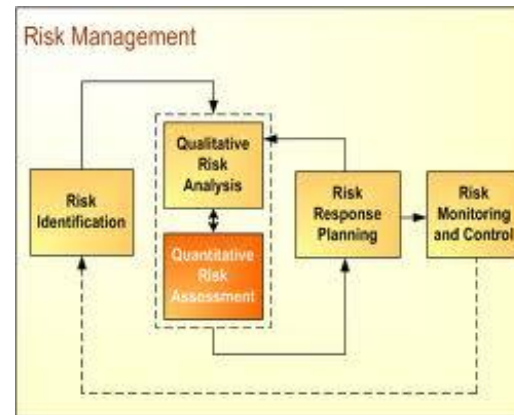 Risk Management
Qualitative
Risk
Analysis
Risk
Identification
Risk
Response
Planning
Risk
Monitoring
and Control
Quantitative
Risk
Assessment